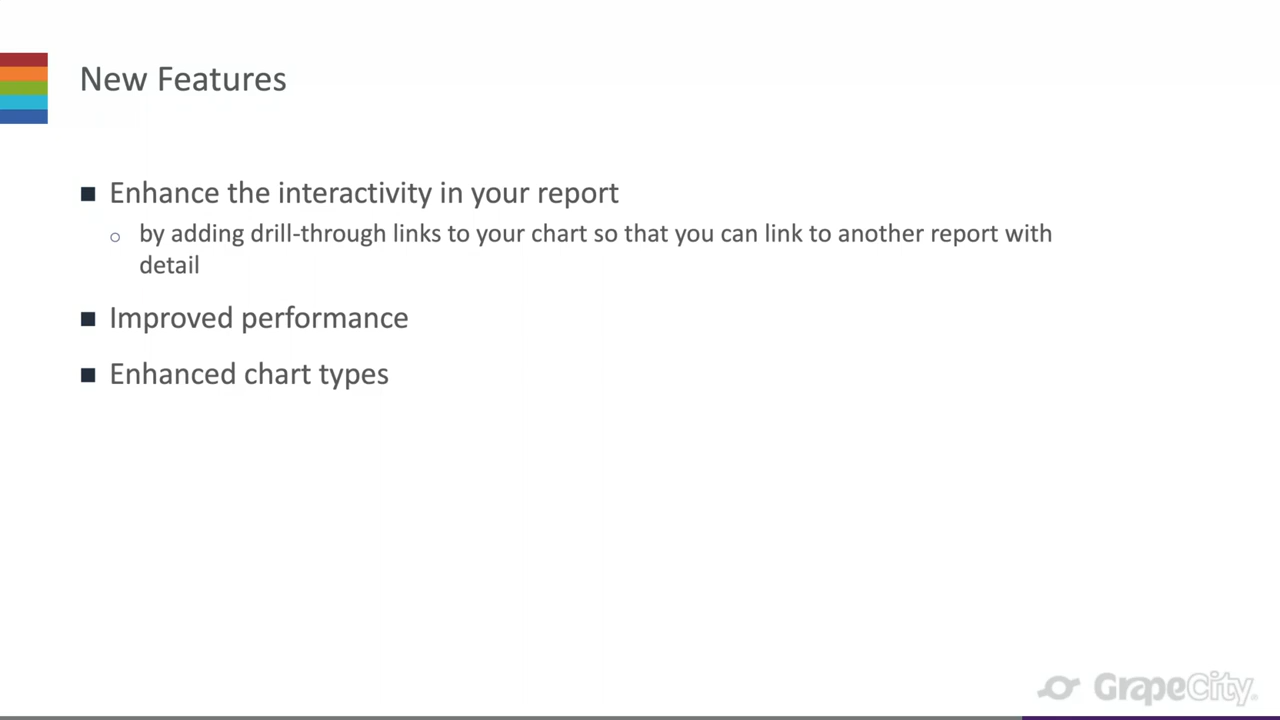 New Features
Enhance the interactivity in your report
by adding drill-through links to your chart so that you can link to another report with
detail
Improved performance
Enhanced chart types
GrapeCity